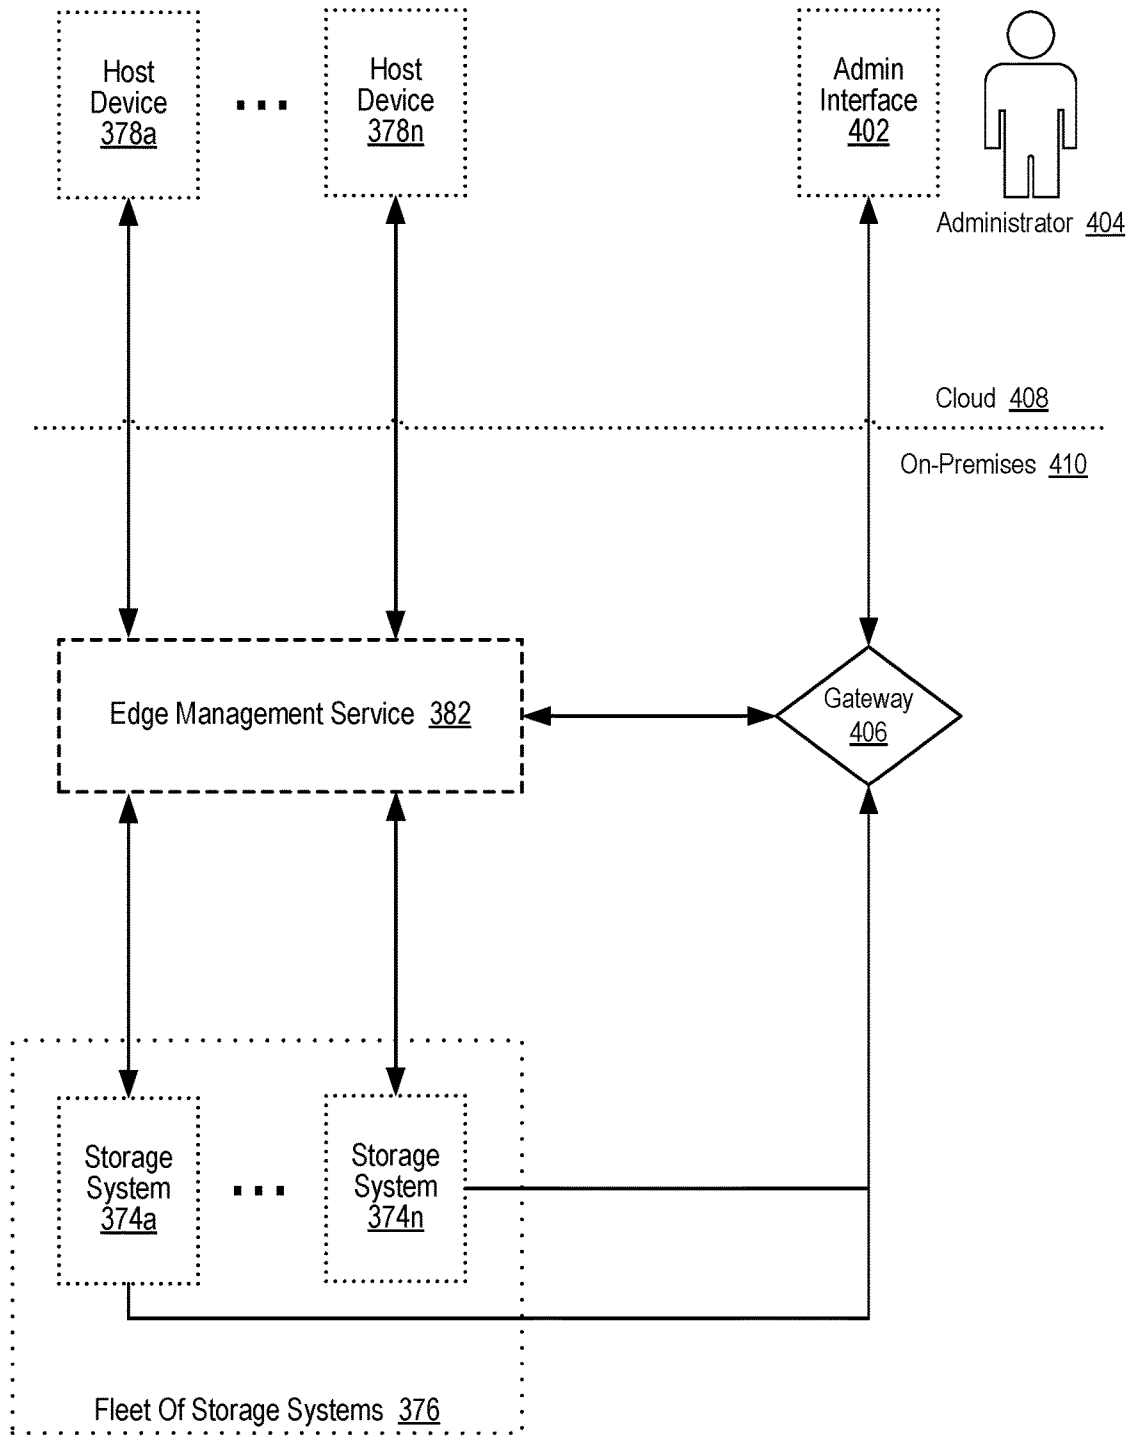 Host
Device
378a
Host
Device
378n
Admin
Interface
402
Administrator 404
Cloud 408
On-Premises 410
Edge Management Service 382
Gateway
406
Storage
System
374a
Storage
System
374n
Fleet Of Storage Systems 376